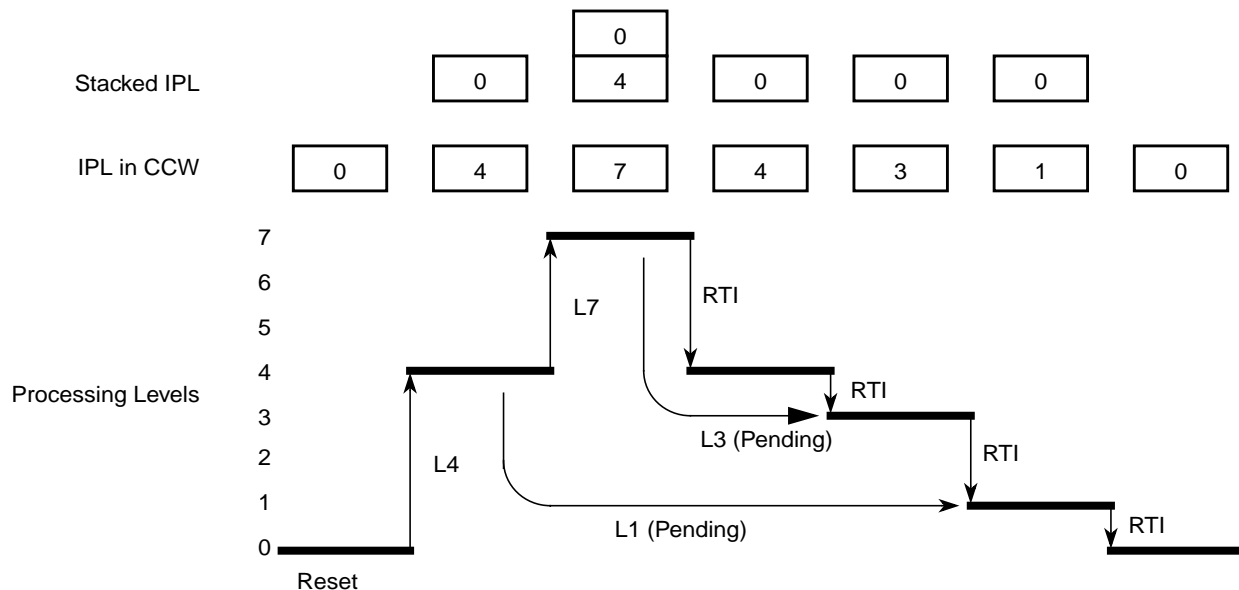 0
Stacked IPL 0 4 0 0 0
IPL in CCW 0 4 7 4 3 1 0
7
6
L7 RTI
5
4
Processing Levels RTI
3
L3 (Pending)
2
L4 RTI
1
L1 (Pending) RTI
0
Reset